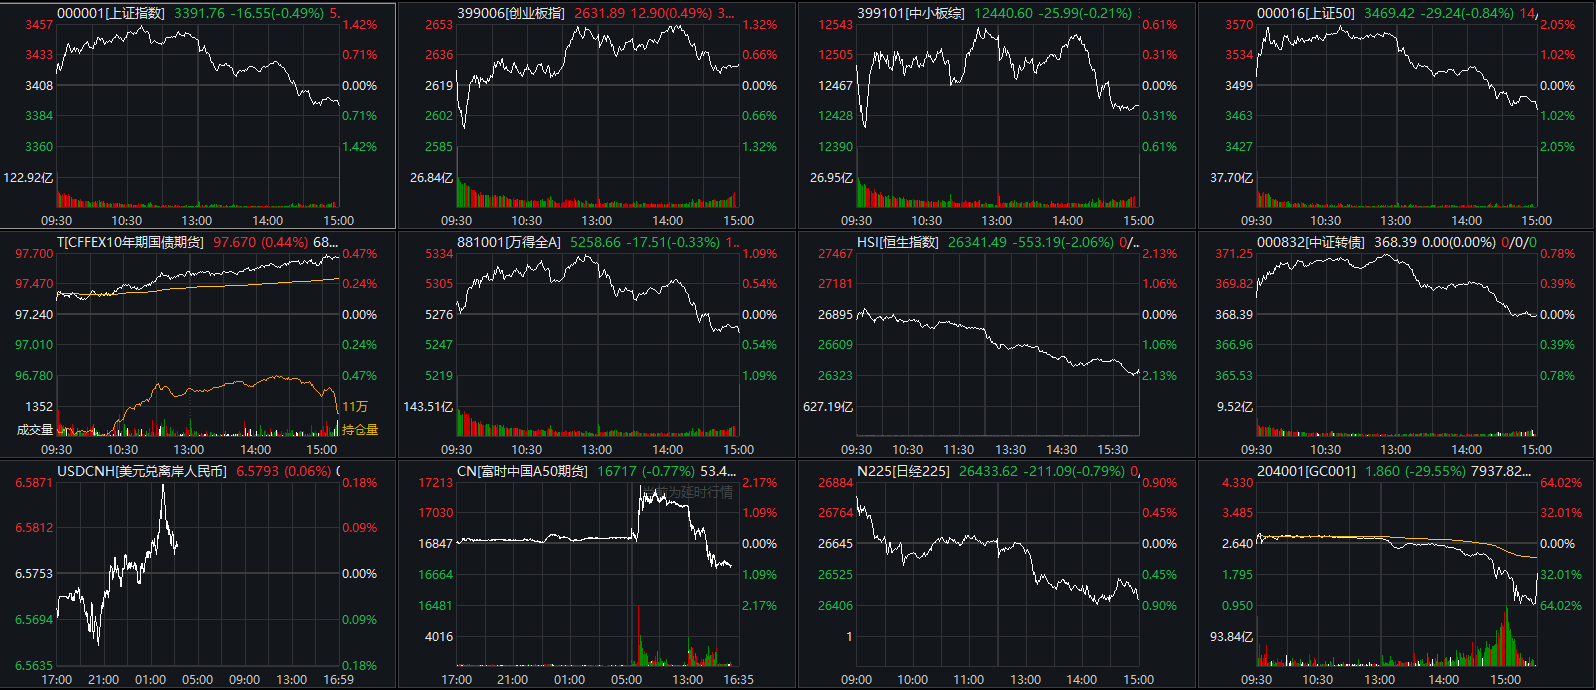 000001[上证指数] 3391.76 -16.55(-0.49%) 5.
3457 1.42%
3433 0.71%
3408 0.00%
3384 0.71%
3360 1.42%
122.92亿
09:30 10:30 13:00 14:00 15:00
399006[创业板指] 2631.89 12.90(0.49%) 3...
2653 1.32%
2636 0.66%
2619 0.00%
2602 0.66%
2585 1.32%
26.84亿
09:30 10:30 13:00 14:00 15:00
399101[中小板综] 12440.60 -25.99(-0.21%)
12543 0.61%
12505 0.31%
12467 0.00%
12428 0.31%
12390 0.61%
26.95亿
09:30 10:30 13:00 14:00 15:00
000016[上证50] 3469.42 -29.24(-0.84%) 14/
3570 2.05%
3534 1.02%
3499 0.00%
3463 1.02%
3427 2.05%
37.70亿
09:30 10:30 13:00 14:00 15:00
T[CFFEX10年期国债期货] 97.670 (0.44%) 68...
97.700 0.47%
97.470 0.24%
97.240 0.00%
97.010 0.24%
96.780 0.47%
1352 11万
成交量 持仓量
09:30 10:30 13:00 14:00 15:00
881001[万得全A] 5258.66 -17.51(-0.33%) 1...
5334 1.09%
5305 0.54%
5276 0.00%
5247 0.54%
5219 1.09%
143.51亿
09:30 10:30 13:00 14:00 15:00
HSI[恒生指数] 26341.49 -553.19(-2.06%) 0/...
27467 2.13%
27181 1.06%
26895 0.00%
26609 1.06%
26323 2.13%
627.19亿
09:30 10:30 11:30 13:30 14:30 15:30
000832[中证转债] 368.39 0.00(0.00%) 0/0/0
371.25 0.78%
369.82 0.39%
368.39 0.00%
366.96 0.39%
365.53 0.78%
9.52亿
09:30 10:30 13:00 14:00 15:00
USDCNH[美元兑离岸人民币] 6.5793 (0.06%) 0
6.5871 0.18%
6.5812 0.09%
6.5753 0.00%
6.5694 0.09%
6.5635 0.18%
17:00 21:00 01:00 05:00 09:00 13:00 16:59
CN[富时中国A50期货] 16717 (-0.77%) 53.4...
当前为延时行情
17213 2.17%
17030 1.09%
16847 0.00%
16664 1.09%
16481 2.17%
4016
17:00 21:00 01:00 05:00 13:00 16:35
N225[日经225] 26433.62 -211.09(-0.79%) 0,
26884 0.90%
26764 0.45%
26645 0.00%
26525 0.45%
26406 0.90%
1
09:00 10:00 11:00 13:00 14:00 15:00
204001[GC001] 1.860 (-29.55%) 7937.82...
4.330 64.02%
3.485 32.01%
2.640 0.00%
1.795 32.01%
0.950 64.02%
93.84亿
09:30 10:30 13:00 14:00 15:00